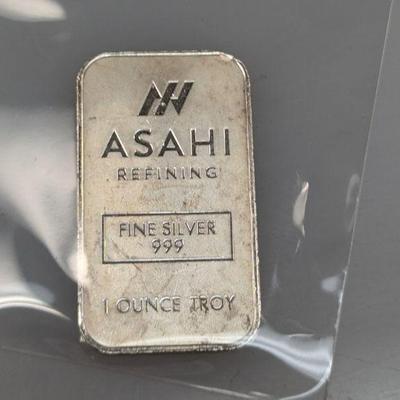 ASAHI
REFINING
FINE SILVER
999
1 OUNCE TROY